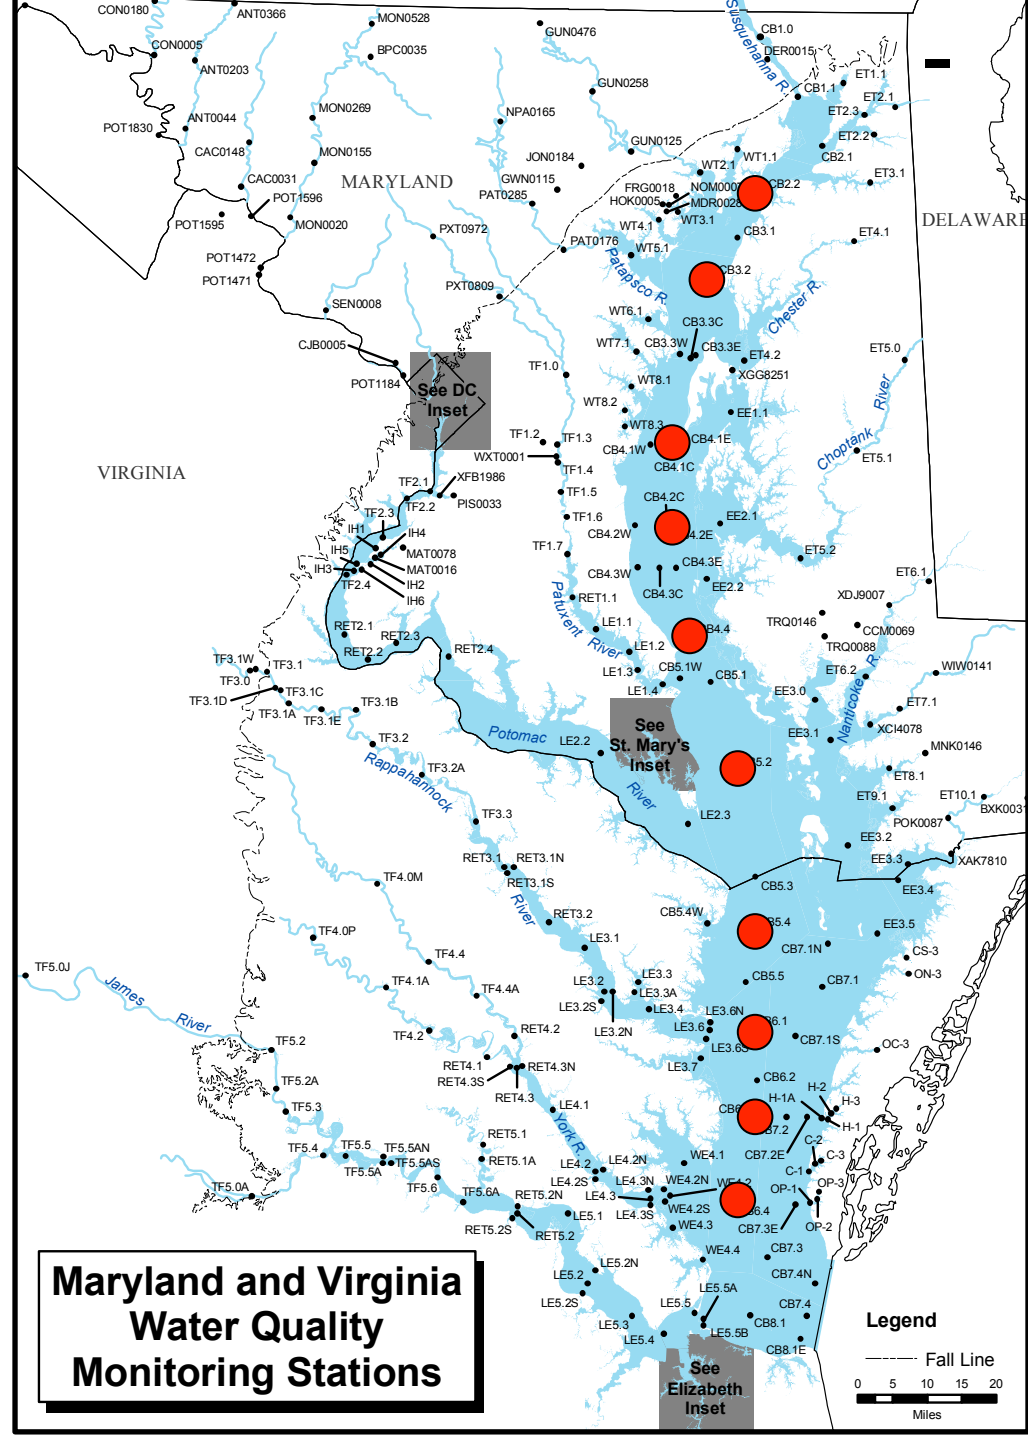 CON0180
ANT0366
MON0528
GUN0476
Susquehanna R.
CB1.0
DER0015
CON0005
ANT0203
BPC0035
ET1.1
GUN0258
CB1.1
ET2.1
ET2.3
MON0269
NPA0165
POT1830
ANT0044
ET2.2
CAC0148
GUN0125
MON0155
JON0184
WT2.1
WT1.1
CB2.1
CAC0031
MARYLAND
GWN0115
PAT0285
FRG0018
NOM0007
HOK0005
MDR0028
CB2.2
ET3.1
POT1596
POT1595
MON0020
WT4.1
WT3.1
DELAWARE
PXT0972
PAT0176
WT5.1
CB3.1
ET4.1
POT1472
POT1471
Patapsco R.
CB3.2
PXT0809
Chester R.
SEN0008
WT6.1
CB3.3C
CJB0005
WT7.1
CB3.3W
CB3.3E
ET4.2
ET5.0
POT1184
TF1.0
XGG8251
See DC
Inset
WT8.1
River
WT8.2
EE1.1
WT8.3
TF1.2
TF1.3
CB4.1W
CB4.1E
Choptank
WXT0001
CB4.1C
ET5.1
TF1.4
VIRGINIA
TF2.1
XFB1986
TF1.5
CB4.2C
TF2.2
PIS0033
TF2.3
TF1.6
EE2.1
IH1
IH4
CB4.2W
4.2E
IH5
MAT0078
TF1.7
ET5.2
IH3
MAT0016
CB4.3W
CB4.3E
TF2.4
IH2
EE2.2
ET6.1
IH6
CB4.3C
XDJ9007
RET1.1
Patuxent River
TRQ0146
RET2.1
RET2.3
LE1.1
B4.4
CCM0069
TRQ0088
RET2.2
RET2.4
LE1.2
TF3.1W
TF3.1
LE1.3
CB5.1W
CB5.1
ET6.2
WIW0141
TF3.0
TF3.1C
LE1.4
TF3.1D
EE3.0
Nanticoke R.
TF3.1A
TF3.1E
TF3.1B
See
St. Mary's
Inset
ET7.1
XCI4078
Potomac
LE2.2
EE3.1
TF3.2
5.2
MNK0146
Rappahannock
TF3.2A
ET8.1
River
ET9.1
ET10.1
BXK0031
POK0087
TF3.3
LE2.3
EE3.2
RET3.1
RET3.1N
EE3.3
XAK7810
RET3.1S
TF4.0M
CB5.3
EE3.4
River
RET3.2
CB5.4W
B5.4
EE3.5
TF4.0P
LE3.1
CB7.1N
TF4.4
CS-3
TF5.0J
LE3.3
CB5.5
CB7.1
ON-3
James
TF4.1A
TF4.4A
LE3.2
LE3.3A
LE3.2S
LE3.4
River
LE3.6N
TF4.2
RET4.2
LE3.2N
LE3.6
B6.1
CB7.1S
OC-3
TF5.2
LE3.6S
RET4.1
LE3.7
RET4.3S
RET4.3N
CB6.2
TF5.2A
RET4.3
H-2
H-1A
H-3
TF5.3
LE4.1
CB6
York R.
7.2
H-1
RET5.1
C-2
TF5.4
TF5.5
TF5.5AN
CB7.2E
RET5.1A
TF5.5AS
LE4.2
LE4.2N
WE4.1
C-1
C-3
TF5.5A
LE4.2S
LE4.3N
WE4.2N
WE4.2
OP-1
OP-3
TF5.0A
TF5.6
TF5.6A
RET5.2N
LE4.3
WE4.2S
6.4
LE4.3S
CB7.3E
OP-2
RET5.2S
LE5.1
WE4.3
RET5.2
WE4.4
CB7.3
Maryland and Virginia
Water Quality
Monitoring Stations
LE5.2N
LE5.2
CB7.4N
LE5.2S
LE5.5A
LE5.5
CB7.4
LE5.3
CB8.1
Legend
LE5.4
LE5.5B
CB8.1E
See
Elizabeth
Inset
Fall Line
0 5 10 15 20
Miles